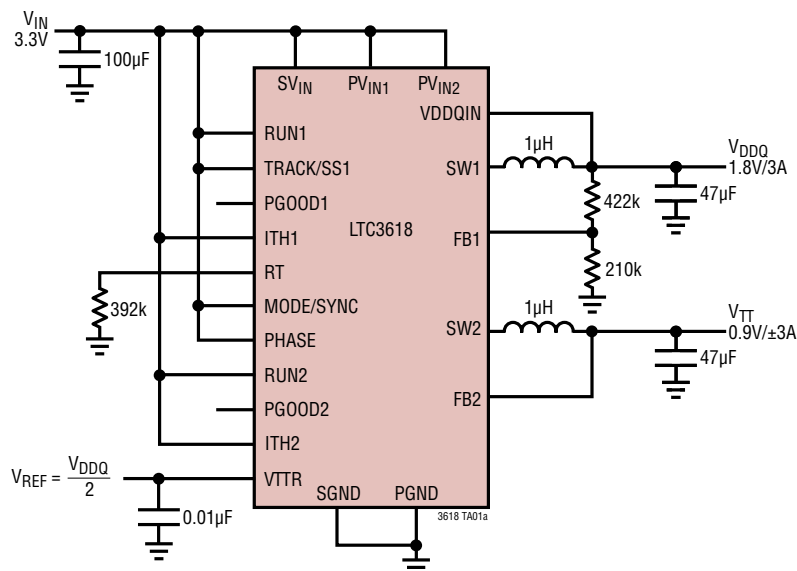 VIN
3.3V
100µF
SVIN PVIN1 PVIN2
VDDQIN
RUN1
TRACK/SS1
PGOOD1
ITH1
RT
392k
MODE/SYNC
PHASE
RUN2
PGOOD2
ITH2
VTTR
LTC3618
SW1
1µH
VDDQ
1.8V/3A
422k
47µF
FB1
210k
SW2
1µH
VTT
0.9V/±3A
47µF
FB2
VREF = VDDQ
2
0.01µF
SGND PGND
3618 TA01a